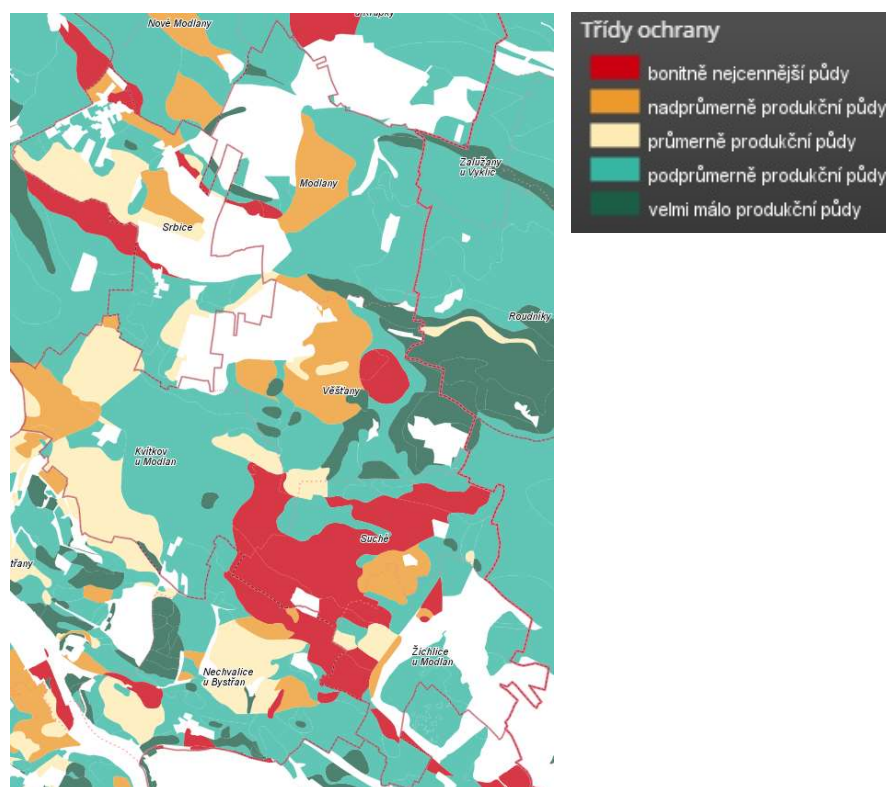 Nové Modlany
u Krupky
Modlany
Zalužany
u Vyklic
Srbice
Roudníky
Věšťany
Kvítkov
u Modlan
Suché
Žichlice
u Modlan
Nechvalice
u Bystřan
Třídy ochrany
bonitně nejcennější půdy
nadprůmerně produkční půdy
průmerně produkční půdy
podprůmerně produkční půdy
velmi málo produkční půdy